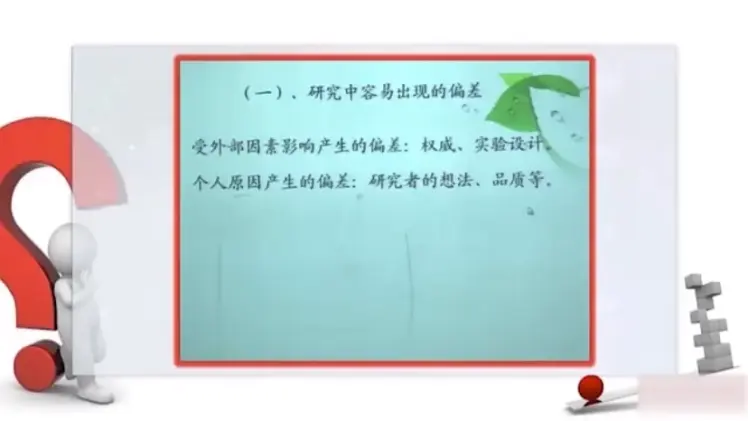 （一）、研究中容易出现的偏差
受外部因素影响产生的偏差：权威、实验设计。
个人原因产生的偏差：研究者的想法、品质等。